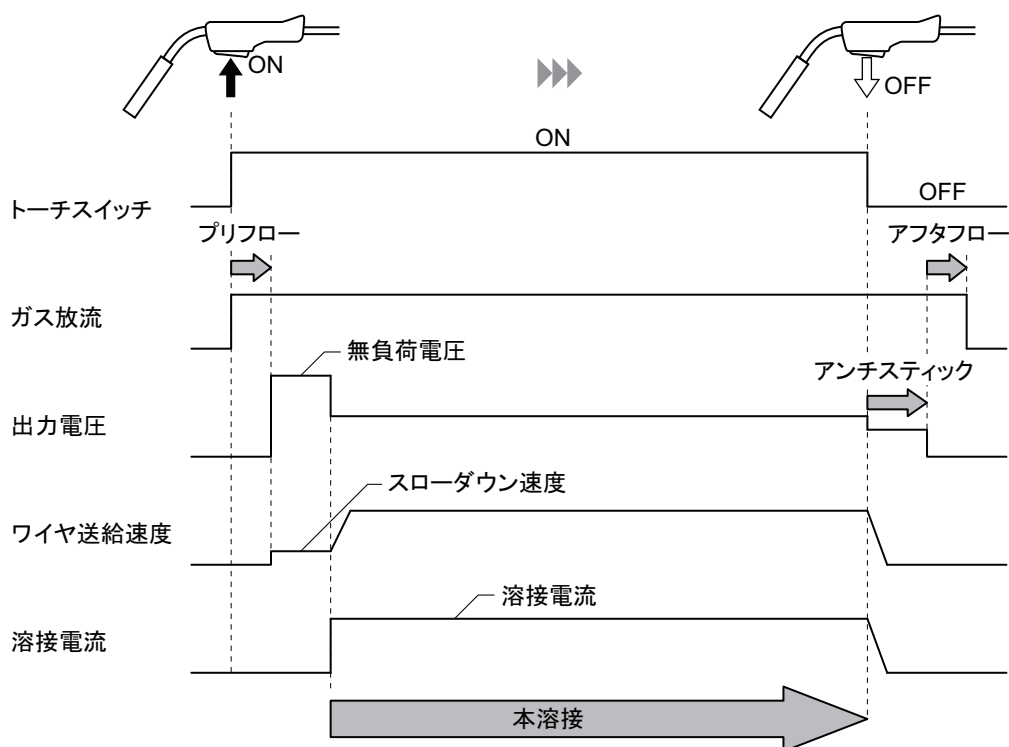 ON
OFF
ON
トーチスイッチ
OFF
プリフロー
アフタフロー
ガス放流
無負荷電圧
アンチスティック
出力電圧
スローダウン速度
ワイヤ送給速度
溶接電流
溶接電流
本溶接